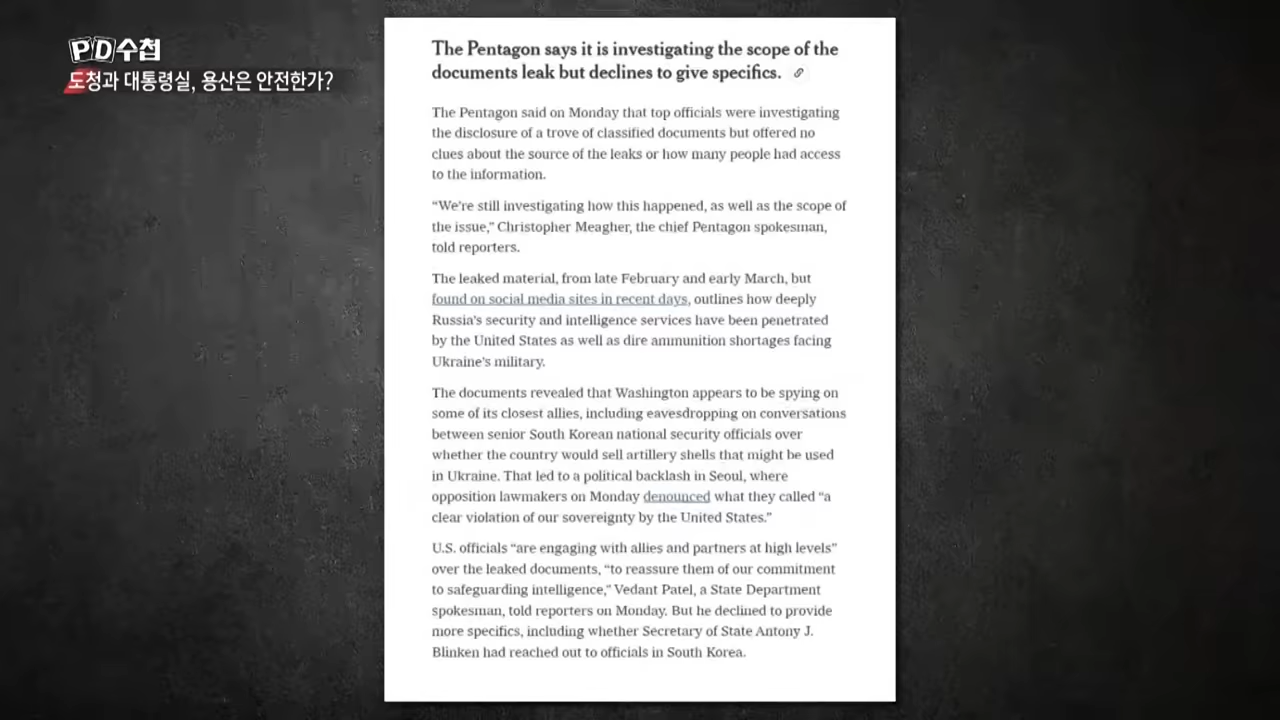 PD수첩
도청과 대통령실, 용산은 안전한가?
The Pentagon says it is investigating the scope of the
documents leak but declines to give specifics.
The Pentagon said on Monday that top officials were investigating
the disclosure of a trove of classified documents but offered no
clues about the source of the leaks or how many people had access
to the information.
“We’re still investigating how this happened, as well as the scope of
the issue,” Christopher Meagher, the chief Pentagon spokesman,
told reporters.
The leaked material, from late February and early March, but
found on social media sites in recent days, outlines how deeply
Russia’s security and intelligence services have been penetrated
by the United States as well as dire ammunition shortages facing
Ukraine’s military.
The documents revealed that Washington appears to be spying on
some of its closest allies, including eavesdropping on conversations
between senior South Korean national security officials over
whether the country would sell artillery shells that might be used
in Ukraine. That led to a political backlash in Seoul, where
opposition lawmakers on Monday denounced what they called “a
clear violation of our sovereignty by the United States.”
U.S. officials “are engaging with allies and partners at high levels”
over the leaked documents, “to reassure them of our commitment
to safeguarding intelligence,” Vedant Patel, a State Department
spokesman, told reporters on Monday. But he declined to provide
more specifics, including whether Secretary of State Antony J.
Blinken had reached out to officials in South Korea.